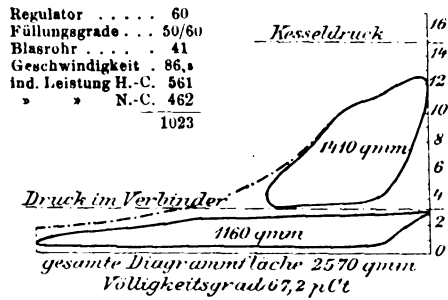 Regulator . . . . . 60
Füllungsgrade . . . 50/60
Blasrohr . . . . 41
Geschwindigkeit . 86,8
ind. Leistung H.-C. 561
» » N.-C. 462
1023
Kesseldruck
16
14
12
10
8
6
4
2
0
1410 qmm
Druck im Verbinder
1160 qmm
gesamte Diagrammfläche 2570 qmm
Völligkeitsgrad 67,2 pCt